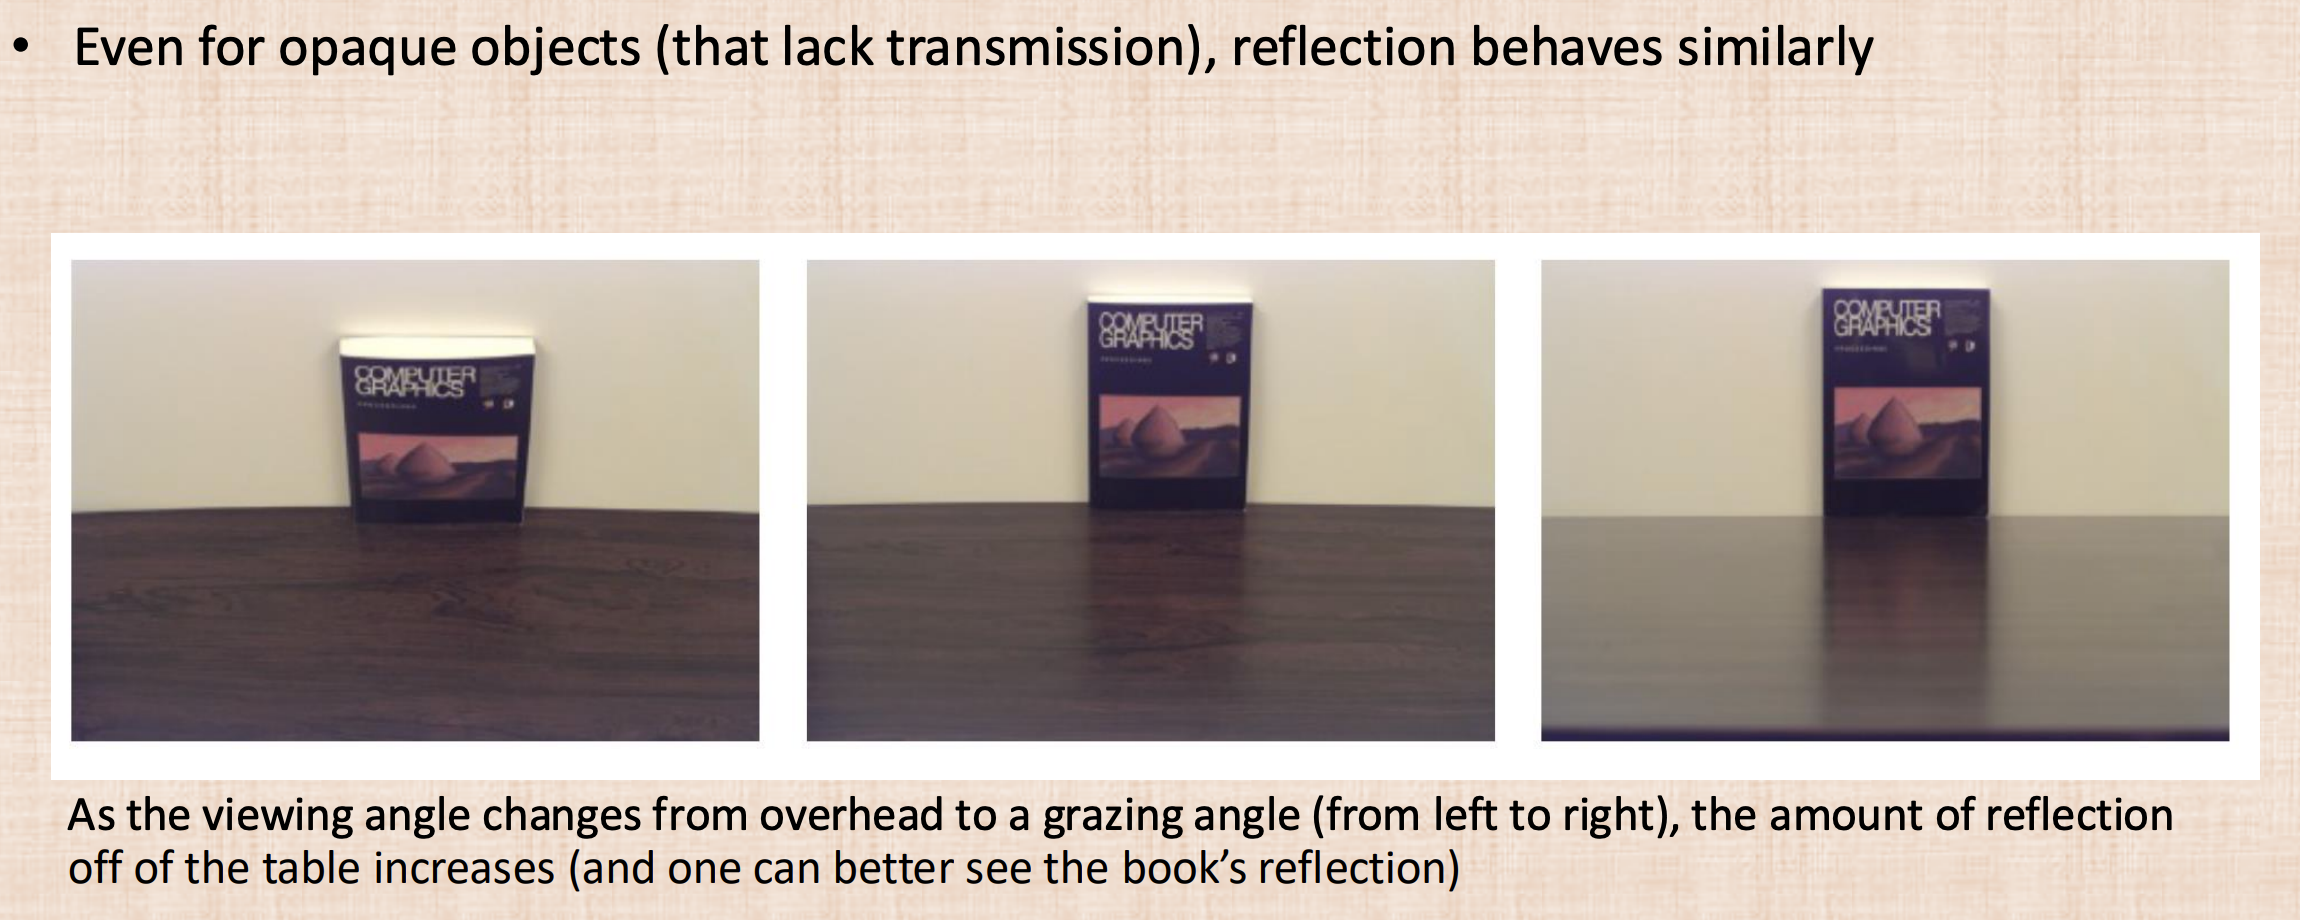 • Even for opaque objects (that lack transmission), reflection behaves similarly
COMPUTER
GRAPHICS
COMPUTER
GRAPHICS
COMPUTER
GRAPHICS
As the viewing angle changes from overhead to a grazing angle (from left to right), the amount of reflection
off of the table increases (and one can better see the book’s reflection)